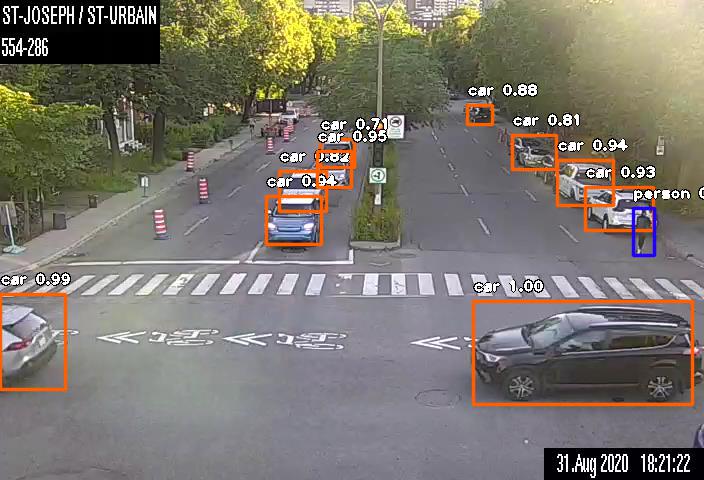 ST-JOSEPH / ST-URBAIN
554-286
car 0.88
car 0.71
car 0.81
car 0.95
car 0.94
car 0.82
car 0.93
car 0.94
person 0
car 0.99
car 1.00
31.Aug 2020 18:21:22